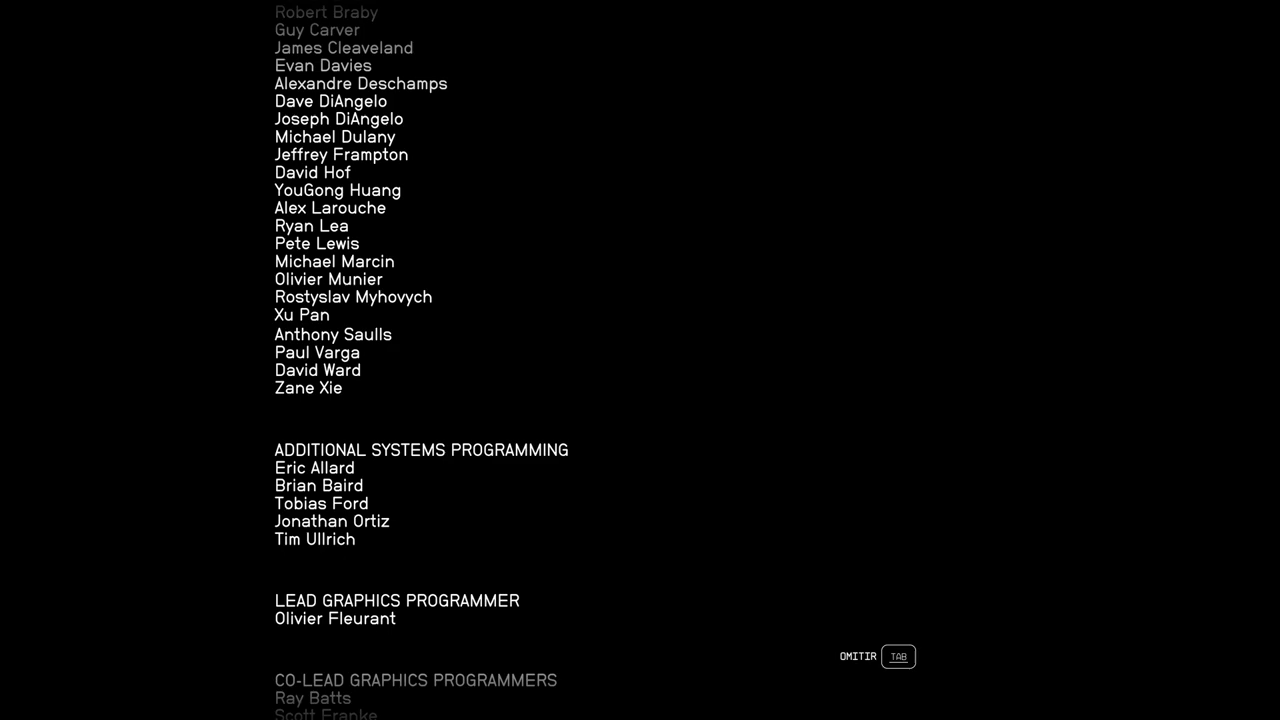 Robert Braby
Guy Carver
James Cleaveland
Evan Davies
Alexandre Deschamps
Dave DiAngelo
Joseph DiAngelo
Michael Dulany
Jeffrey Frampton
David Hof
YouGong Huang
Alex Larouche
Ryan Lea
Pete Lewis
Michael Marcin
Olivier Munier
Rostyslav Myhovych
Xu Pan
Anthony Saulls
Paul Varga
David Ward
Zane Xie
ADDITIONAL SYSTEMS PROGRAMMING
Eric Allard
Brian Baird
Tobias Ford
Jonathan Ortiz
Tim Ullrich
LEAD GRAPHICS PROGRAMMER
Olivier Fleurant
OMITIR TAB
CO-LEAD GRAPHICS PROGRAMMERS
Ray Batts
Scott Franke